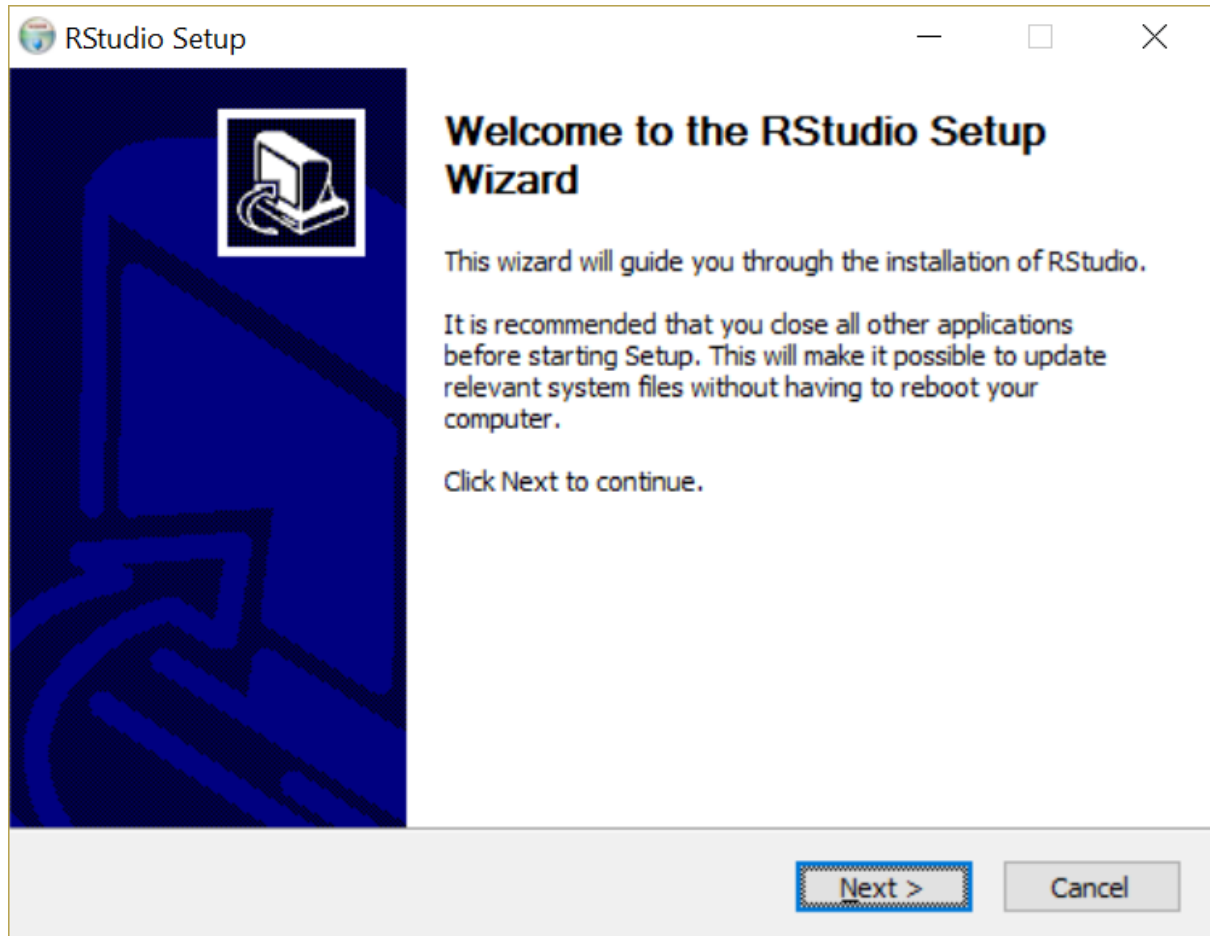 RStudio Setup
Welcome to the RStudio Setup
Wizard
This wizard will guide you through the installation of RStudio.
It is recommended that you close all other applications
before starting Setup. This will make it possible to update
relevant system files without having to reboot your
computer.
Click Next to continue.
Next >
Cancel